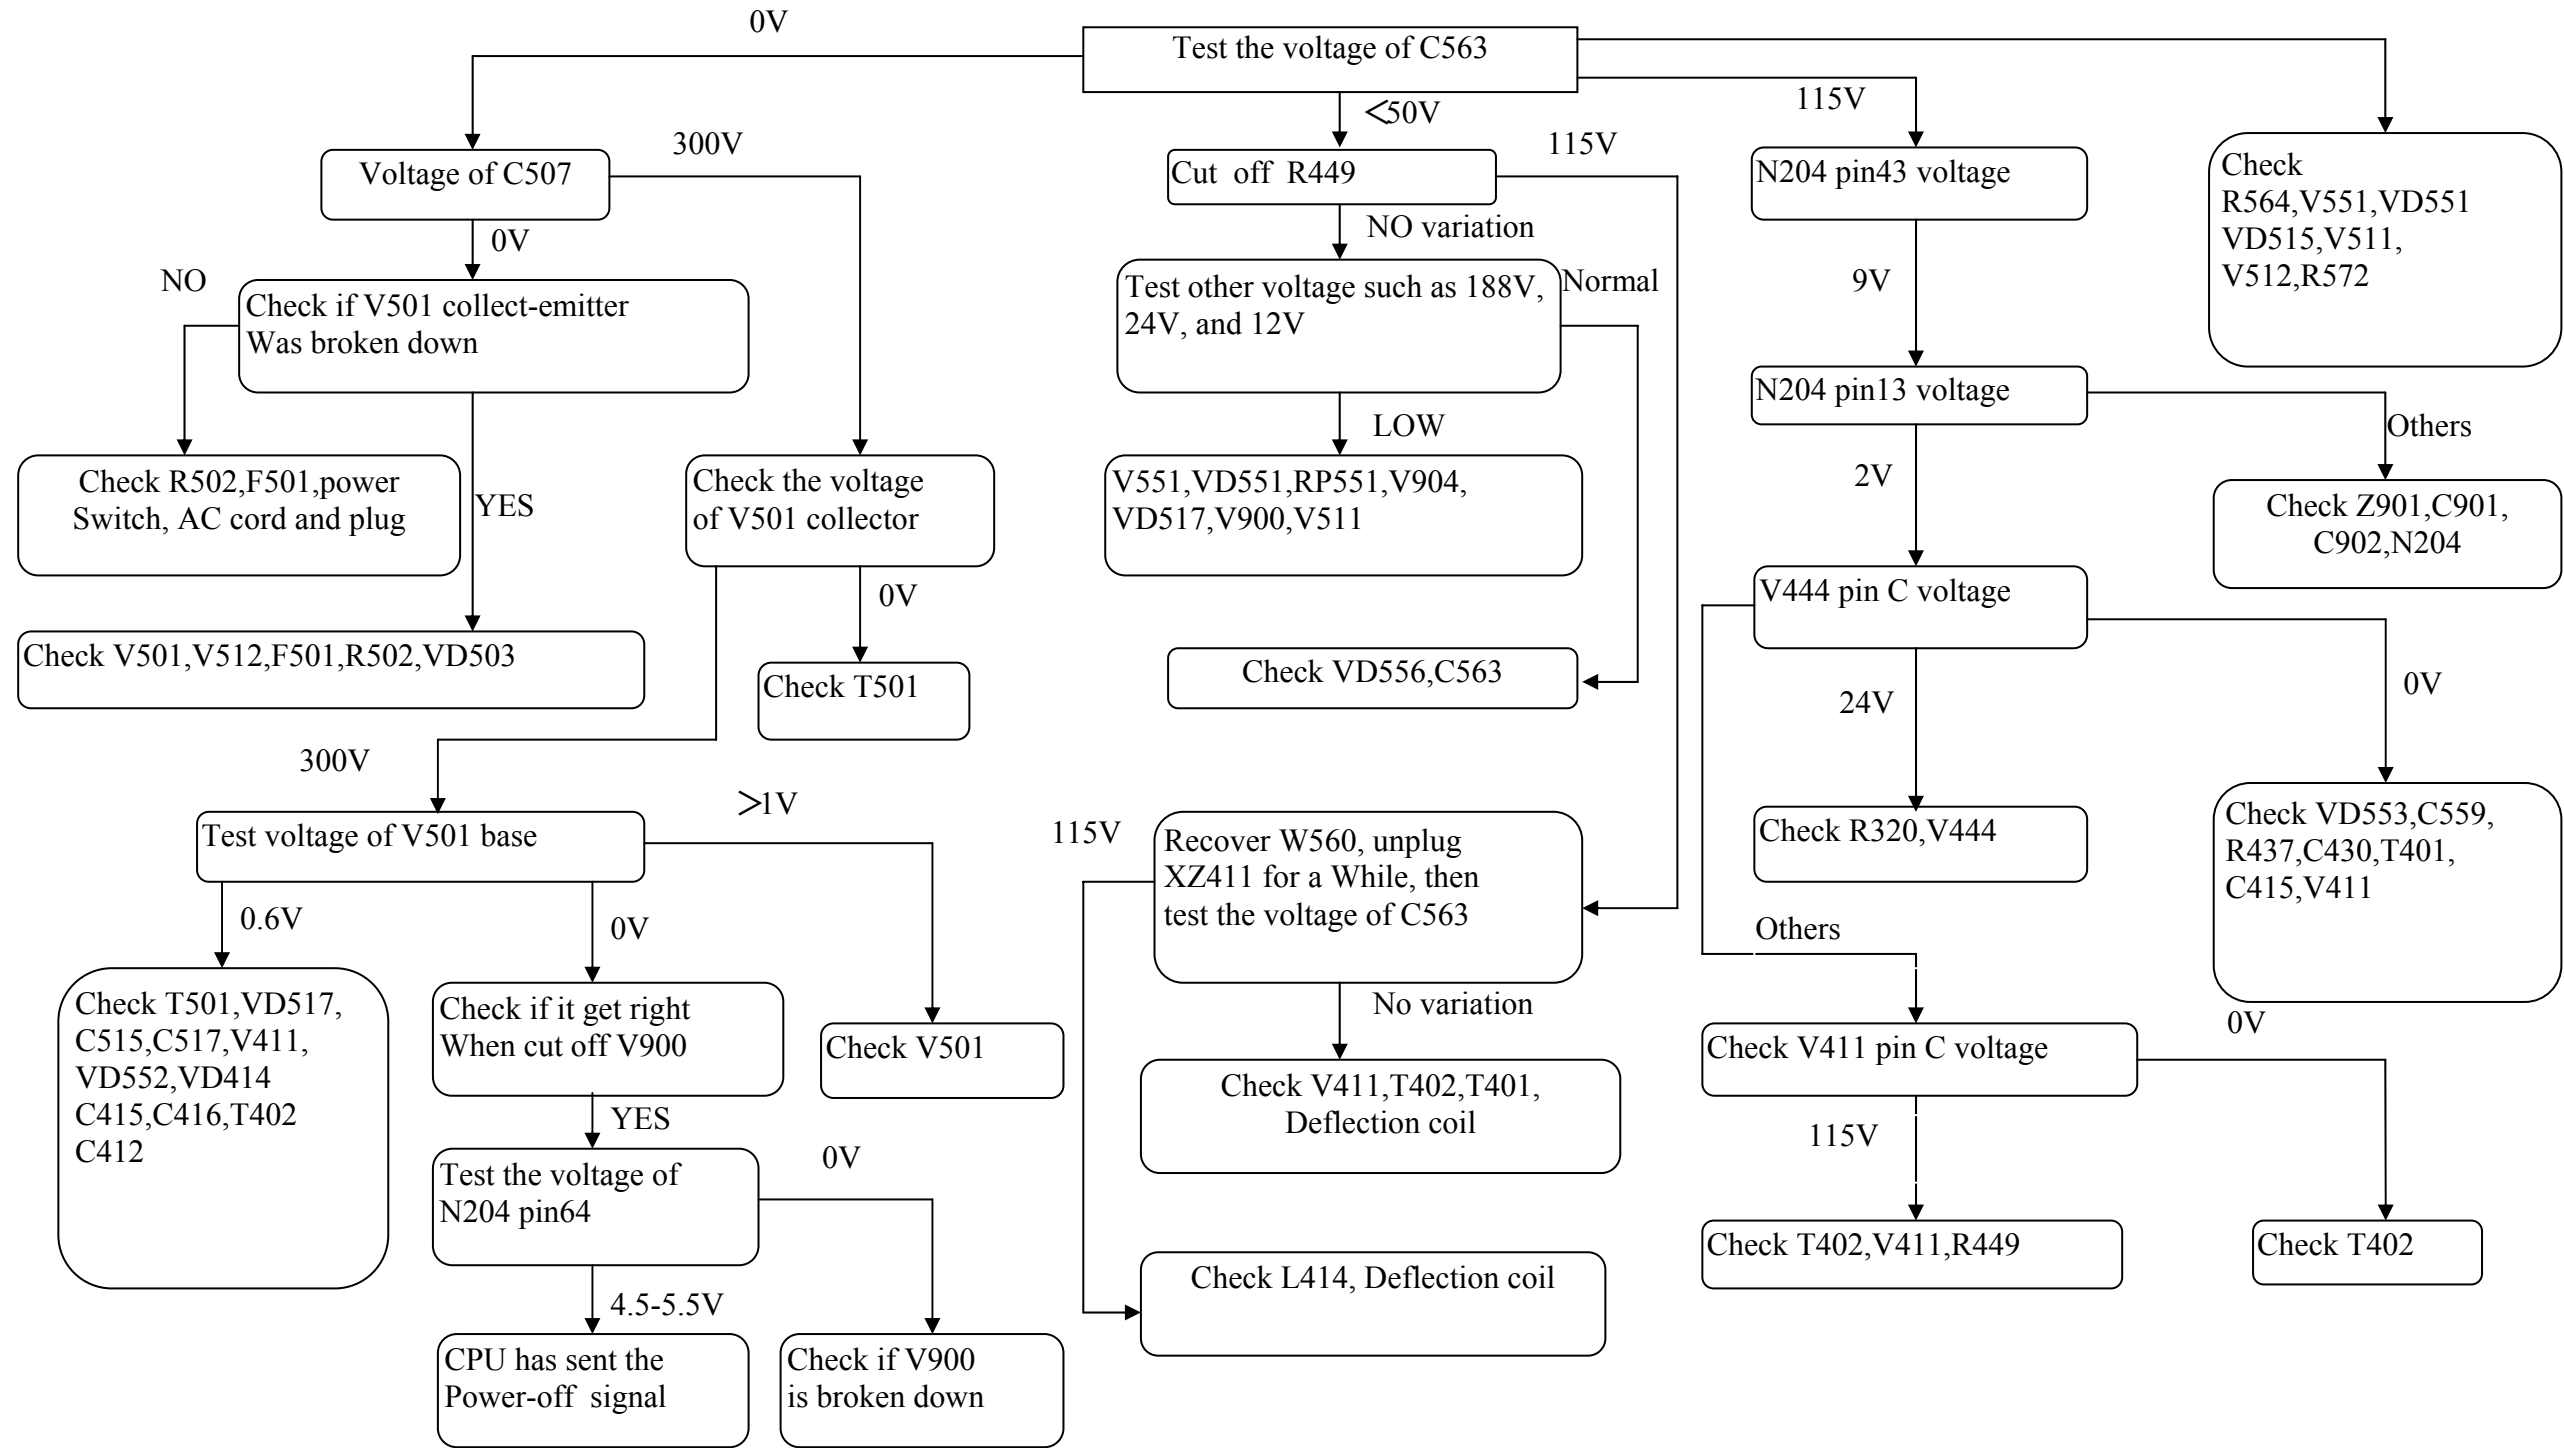 0V
Test the voltage of C563
<50V
115V
Voltage of C507
300V
Cut off R449
115V
N204 pin43 voltage
Check
R564,V551,VD551
VD515,V511,
V512,R572
0V
NO variation
NO
Check if V501 collect-emitter
Was broken down
Test other voltage such as 188V,
24V, and 12V
Normal
9V
N204 pin13 voltage
Others
LOW
Check R502,F501,power
Switch, AC cord and plug
YES
Check the voltage
of V501 collector
V551,VD551,RP551,V904,
VD517,V900,V511
2V
Check Z901,C901,
C902,N204
0V
V444 pin C voltage
Check V501,V512,F501,R502,VD503
Check T501
Check VD556,C563
24V
0V
300V
>1V
Test voltage of V501 base
115V
Recover W560, unplug
XZ411 for a While, then
test the voltage of C563
Check R320,V444
Check VD553,C559,
R437,C430,T401,
C415,V411
0.6V
0V
Others
Check T501,VD517,
C515,C517,V411,
VD552,VD414
C415,C416,T402
C412
Check if it get right
When cut off V900
Check V501
No variation
Check V411 pin C voltage
0V
YES
Check V411,T402,T401,
Deflection coil
115V
Test the voltage of
N204 pin64
0V
Check T402,V411,R449
Check T402
4.5-5.5V
Check L414, Deflection coil
CPU has sent the
Power-off signal
Check if V900
is broken down